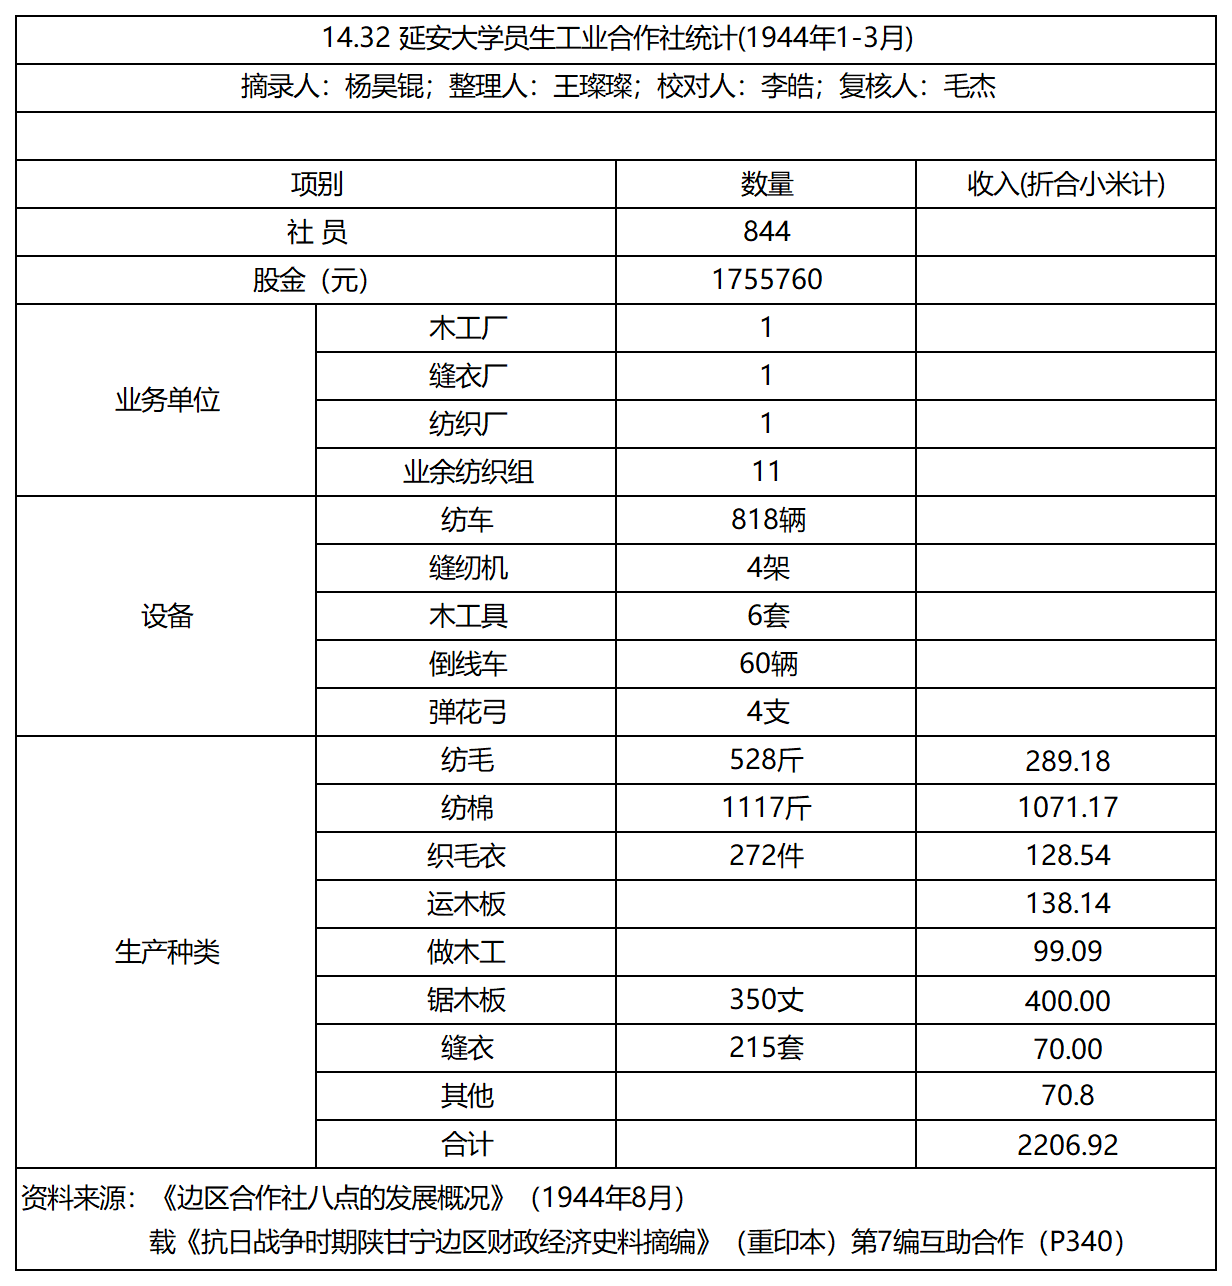 14.32 延安大学员生工业合作社统计(1944年1-3月)
摘录人：杨昊锟；整理人：王璨璨；校对人：李皓；复核人：毛杰
项别 数量 收入(折合小米计)
社 员 844
股金（元） 1755760
业务单位
木工厂 1
缝衣厂 1
纺织厂 1
业余纺织组 11
设备
纺车 818辆
缝纫机 4架
木工具 6套
倒线车 60辆
弹花弓 4支
生产种类
纺毛 528斤 289.18
纺棉 1117斤 1071.17
织毛衣 272件 128.54
运木板 138.14
做木工 99.09
锯木板 350丈 400.00
缝衣 215套 70.00
其他 70.8
合计 2206.92
资料来源：《边区合作社八点的发展概况》（1944年8月）
载《抗日战争时期陕甘宁边区财政经济史料摘编》（重印本）第7编互助合作（P340）